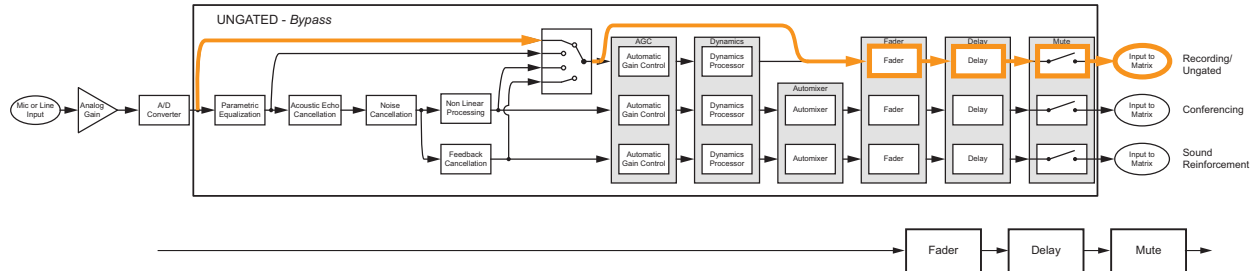 UNGATED - Bypass
AGC
Dynamics
Fader
Delay
Mute
Automatic
Gain Control
Dynamics
Processor
Fader
Delay
Input to
Matrix
Recording/
Ungated
Automixer
Mic or Line
Input
Analog
Gain
A/D
Converter
Parametric
Equalization
Acoustic Echo
Cancellation
Noise
Cancellation
Non Linear
Processing
Automatic
Gain Control
Dynamics
Processor
Automixer
Fader
Delay
Input to
Matrix
Conferencing
Feedback
Cancellation
Automatic
Gain Control
Dynamics
Processor
Automixer
Fader
Delay
Input to
Matrix
Sound
Reinforcement
Fader
Delay
Mute